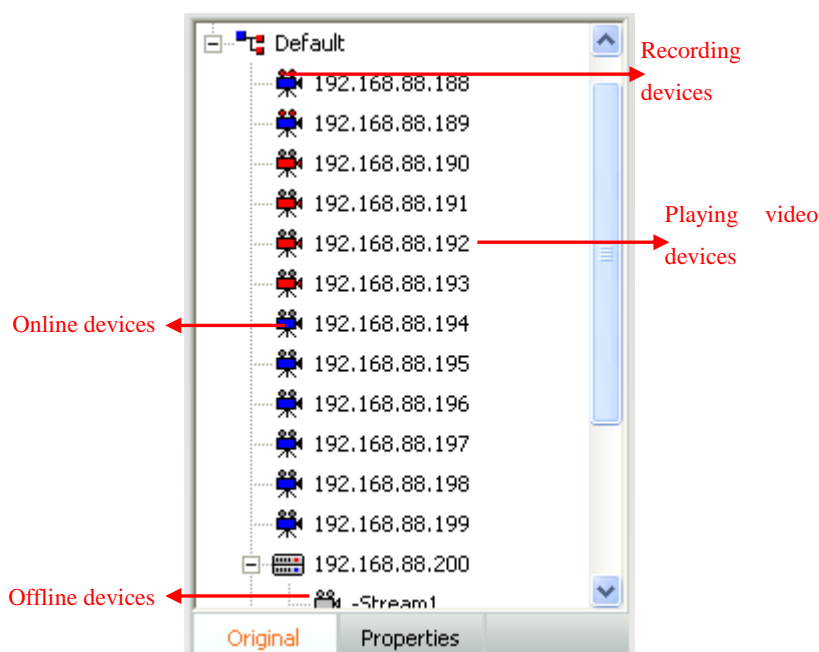 Default
Recording
devices
192.168.88.188
192.168.88.189
192.168.88.190
192.168.88.191
Playing video
devices
192.168.88.192
192.168.88.193
Online devices
192.168.88.194
192.168.88.195
192.168.88.196
192.168.88.197
192.168.88.198
192.168.88.199
192.168.88.200
Offline devices
-Stream1
Original
Properties